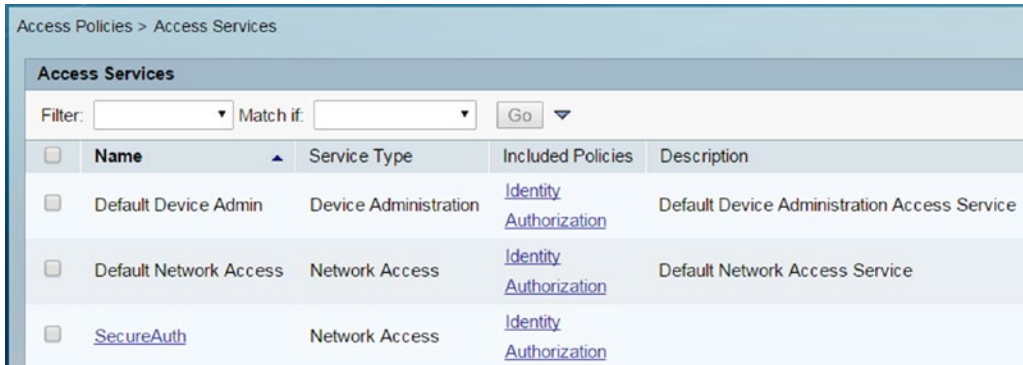 Access Policies > Access Services
Access Services
Filter: Match if: Go
Name Service Type Included Policies Description
Default Device Admin Device Administration Identity Authorization Default Device Administration Access Service
Default Network Access Network Access Identity Authorization Default Network Access Service
SecureAuth Network Access Identity Authorization